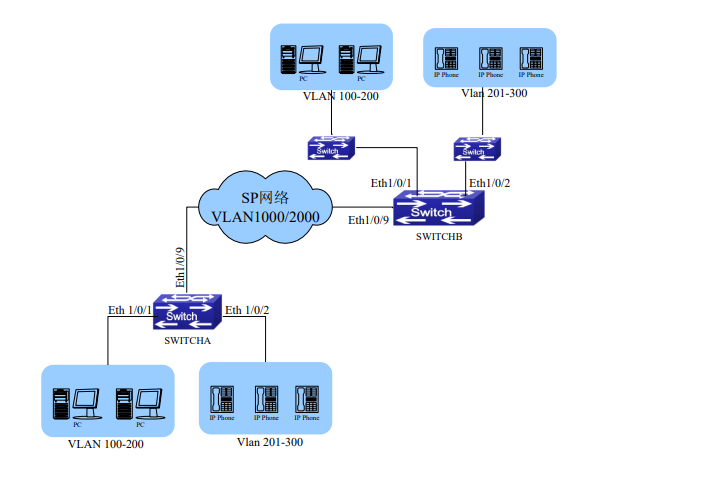 PC
PC
IP Phone
IP Phone
IP Phone
VLAN 100-200
Vlan 201-300
Switch
Switch
Eth1/0/1
Eth1/0/2
SP网络
VLAN1000/2000
Eth1/0/9
Switch
SWITCHB
Eth1/0/9
Eth 1/0/1
Switch
Eth 1/0/2
SWITCHA
PC
PC
IP Phone
IP Phone
IP Phone
VLAN 100-200
Vlan 201-300